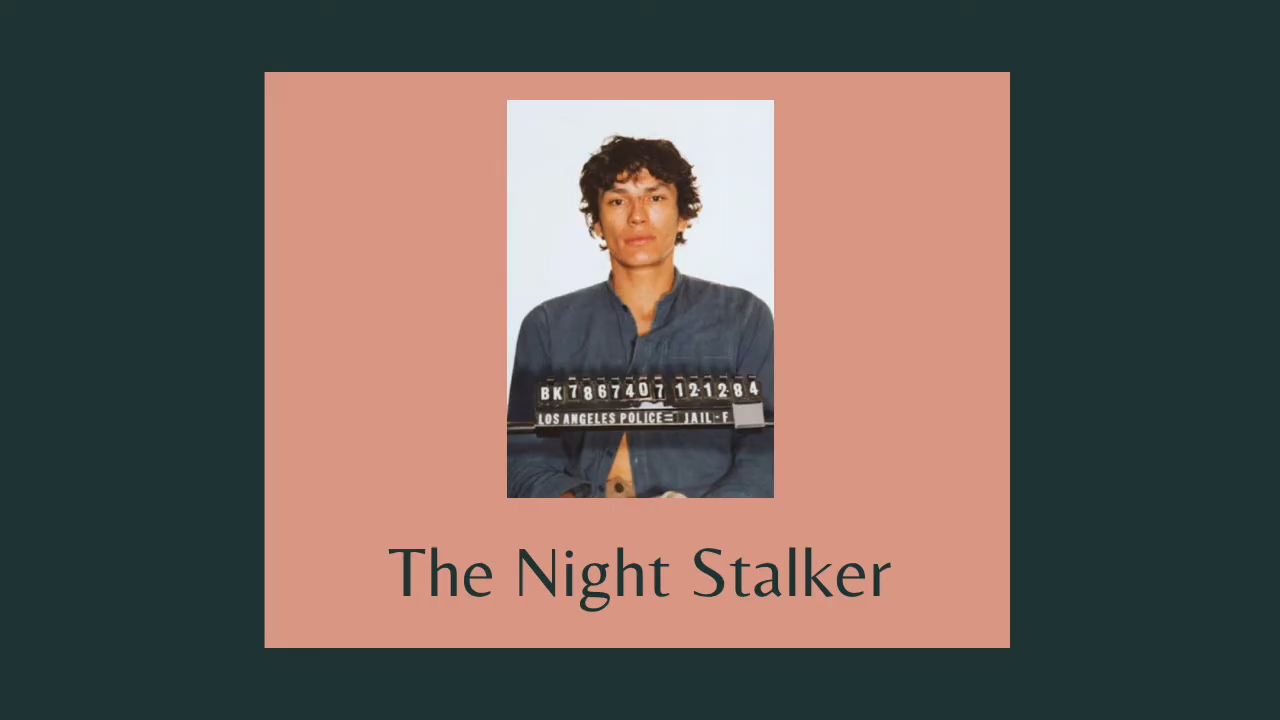 BK 7867407 121284
LOS ANGELES POLICE= JAIL-F
The Night Stalker